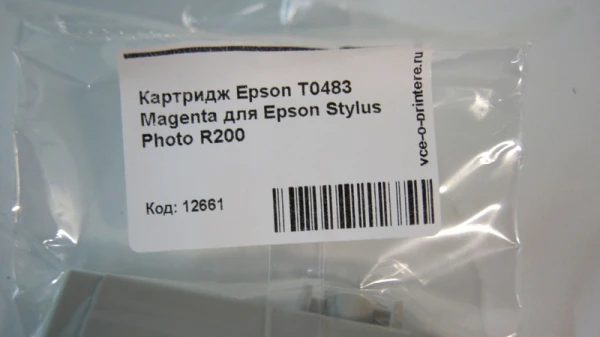 Картридж Epson T0483
Magenta для Epson Stylus
Photo R200
Код: 12661
vce-o-printere.ru